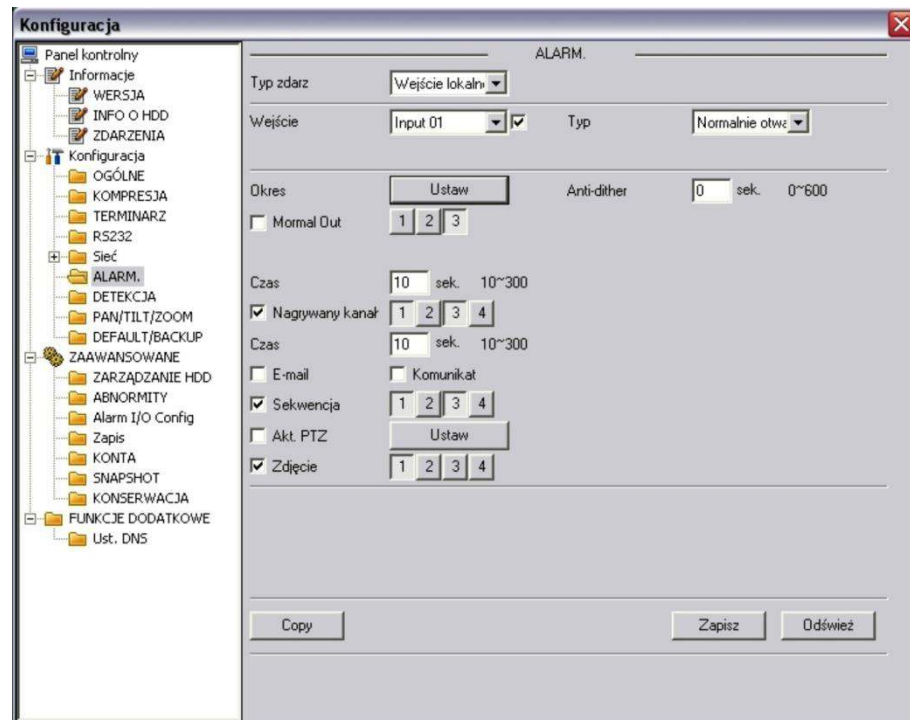 Konfiguracja
Panel kontrolny
Informacje
WERSJA
INFO O HDD
ZDARZENIA
Konfiguracja
OGÓLNE
KOMPRESJA
TERMINARZ
RS232
Sieć
ALARM.
DETEKCJA
PAN/TILT/ZOOM
DEFAULT/BACKUP
ZAAWANSOWANE
ZARZĄDZANIE HDD
ABNORMITY
Alarm I/O Config
Zapis
KONTA
SNAPSHOT
KONSERWACJA
FUNKCJE DODATKOWE
Ust. DNS
ALARM.
Typ zdarz Wejście lokaln
Wejście Input 01 Typ Normalnie otwa
Okres Ustaw Anti-dither 0 sek. 0~600
Mormal Out 1 2 3
Czas 10 sek. 10~300
Nagrywany kanał 1 2 3 4
Czas 10 sek. 10~300
E-mail Komunikat
Sekwencja 1 2 3 4
Akt. PTZ Ustaw
Zdjęcie 1 2 3 4
Copy Zapisz Odśwież